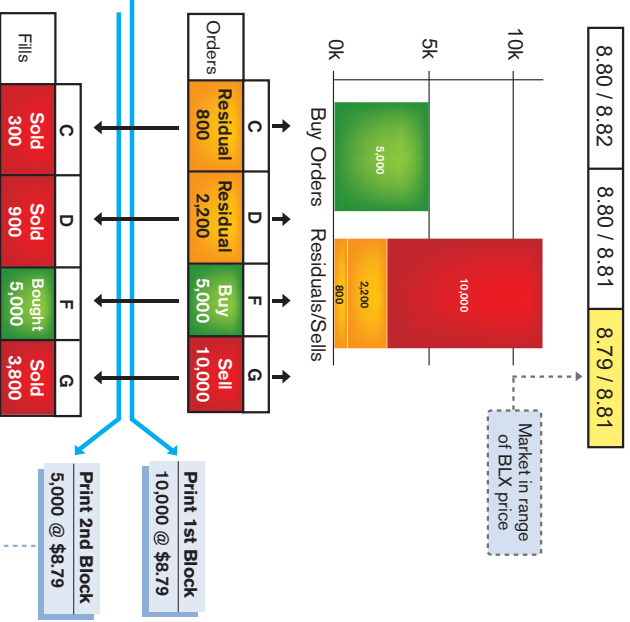 8.80 / 8.82
8.80 / 8.81
8.79 / 8.81
Market in range
of BLX price
10k
5k
0k
5,000
10,000
2,200
800
Buy Orders
Residuals/Sells
C
D
F
G
Orders
Residual
800
Residual
2,200
Buy
5,000
Sell
10,000
Print 1st Block
10,000 @ $8.79
Print 2nd Block
5,000 @ $8.79
C
D
F
G
Fills
Sold
300
Sold
900
Bought
5,000
Sold
3,800